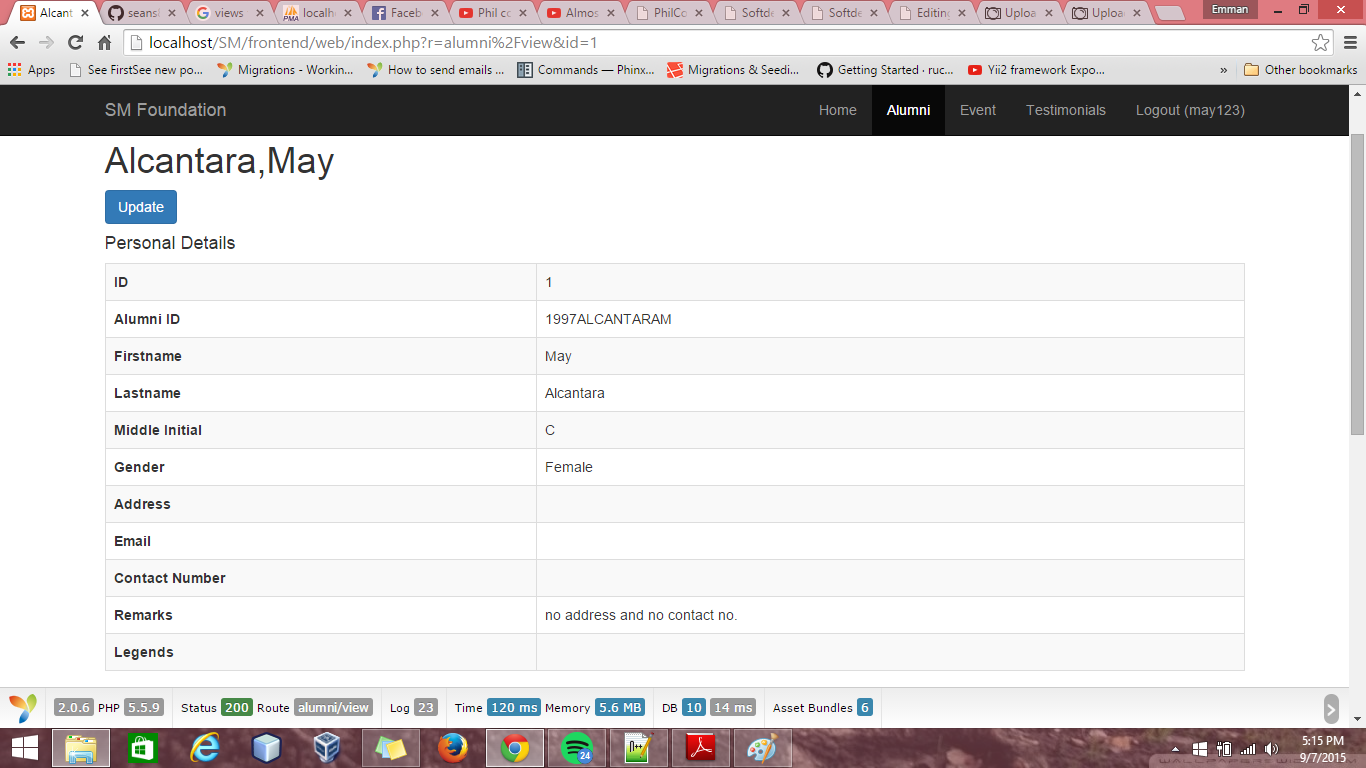 Alcant
seansl
views
localh
Faceb
Phil co
Almos
PhilCo
Softde
Softde
Editing
Uploa
Uploa
Emman
localhost/SM/frontend/web/index.php?r=alumni%2Fview&id=1
Apps See FirstSee new po... Migrations - Workin... How to send emails ... Commands — Phinx... Migrations & Seedi... Getting Started · ruc... Yii2 framework Expo... » Other bookmarks
SM Foundation Home Alumni Event Testimonials Logout (may123)
Alcantara,May
Update
Personal Details
ID 1
Alumni ID 1997ALCANTARAM
Firstname May
Lastname Alcantara
Middle Initial C
Gender Female
Address
Email
Contact Number
Remarks no address and no contact no.
Legends
2.0.6 PHP 5.5.9 Status 200 Route alumni/view Log 23 Time 120 ms Memory 5.6 MB DB 10 14 ms Asset Bundles 6
24
5:15 PM
9/7/2015